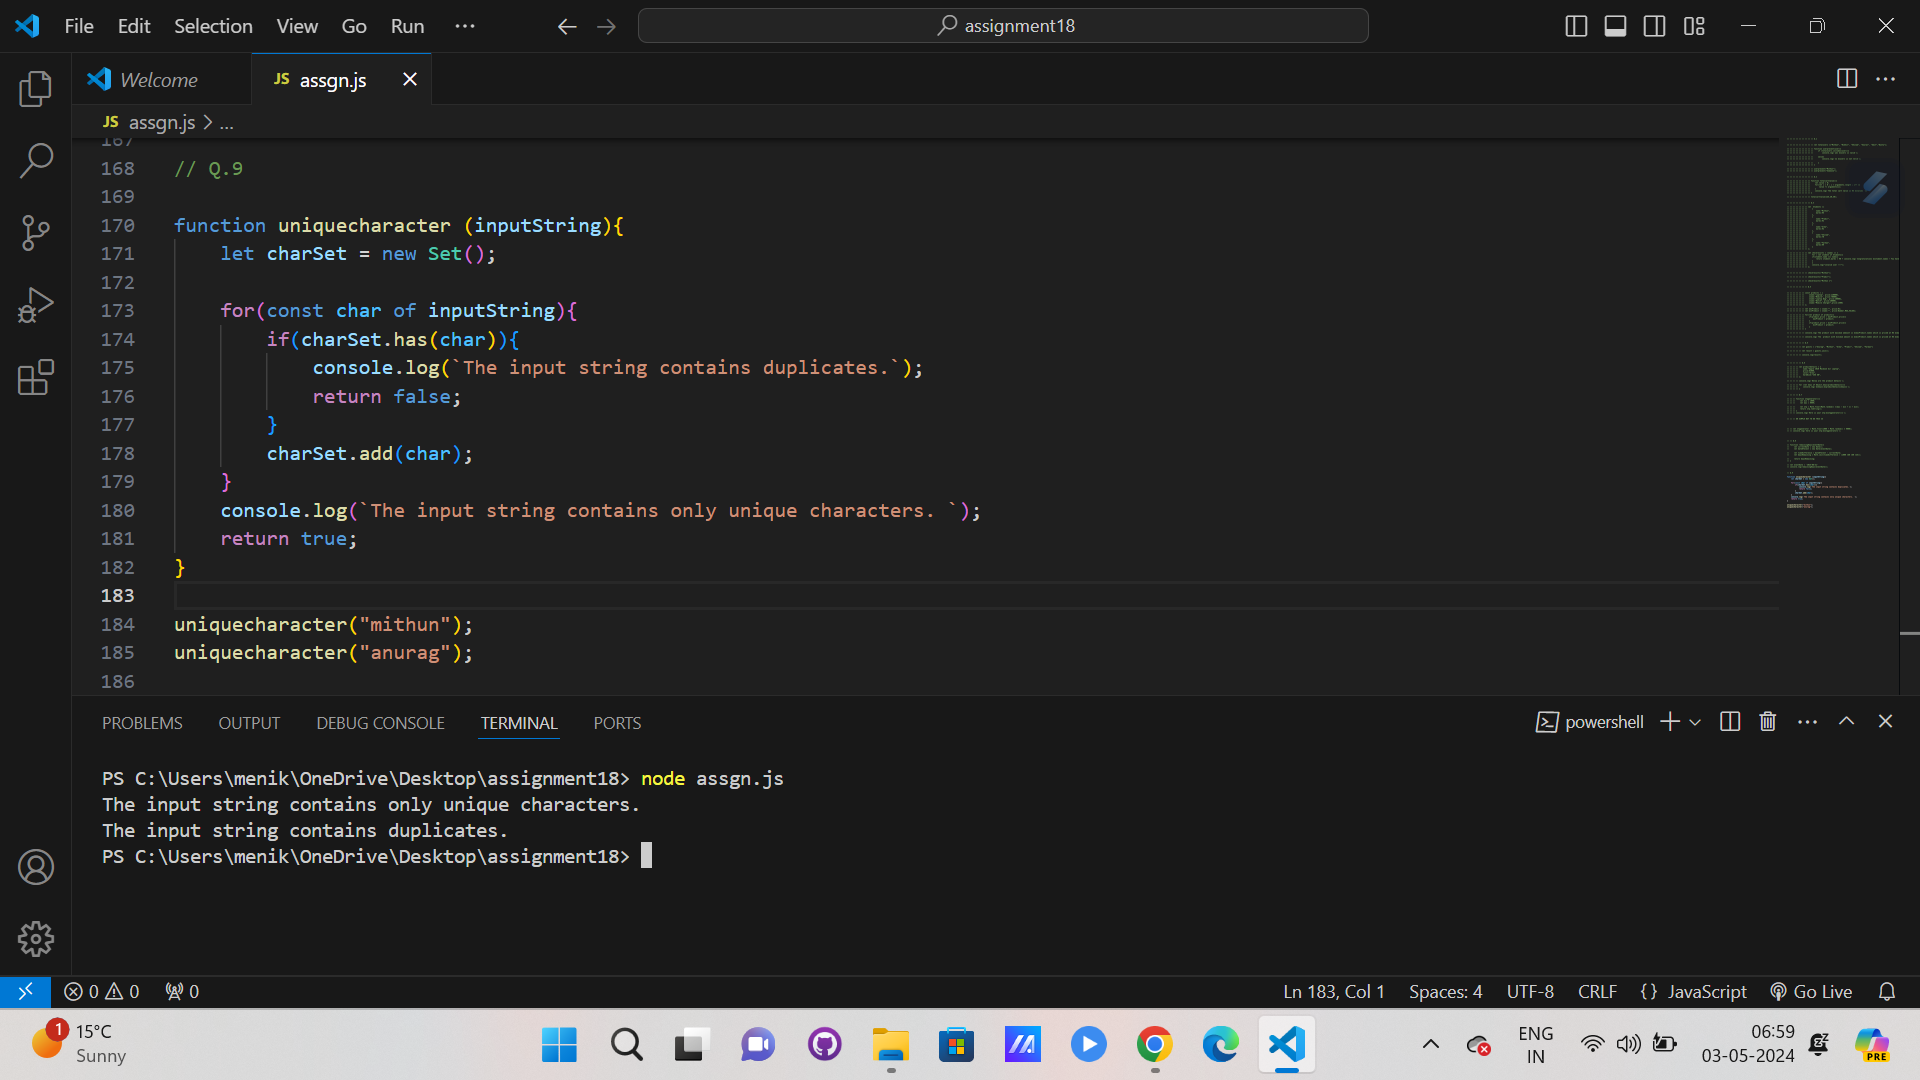 File Edit Selection View Go Run ··· assignment18
Welcome JS assgn.js
JS assgn.js > ...
167
168 // Q.9
169
170 function uniquecharacter (inputString){
171 let charSet = new Set();
172
173 for(const char of inputString){
174 if(charSet.has(char)){
175 console.log(`The input string contains duplicates.`);
176 return false;
177 }
178 charSet.add(char);
179 }
180 console.log(`The input string contains only unique characters. `);
181 return true;
182 }
183
184 uniquecharacter("mithun");
185 uniquecharacter("anurag");
186
PROBLEMS OUTPUT DEBUG CONSOLE TERMINAL PORTS powershell
PS C:\Users\menik\OneDrive\Desktop\assignment18> node assgn.js
The input string contains only unique characters.
The input string contains duplicates.
PS C:\Users\menik\OneDrive\Desktop\assignment18>
0 0 0 Ln 183, Col 1 Spaces: 4 UTF-8 CRLF {} JavaScript Go Live
1 15°C ENG 06:59
Sunny IN 03-05-2024 PRE